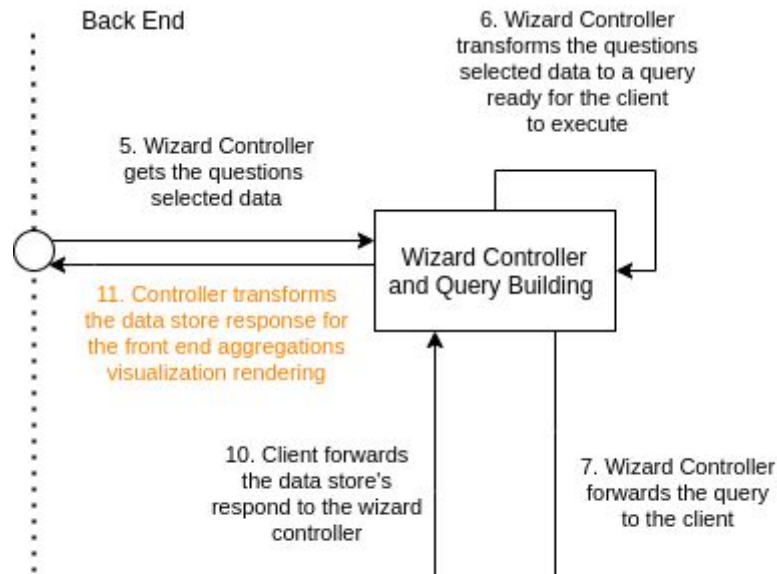 Back End
6. Wizard Controller
transforms the questions
selected data to a query
ready for the client
to execute
5. Wizard Controller
gets the questions
selected data
Wizard Controller
and Query Building
11. Controller transforms
the data store response for
the front end aggregations
visualization rendering
10. Client forwards
the data store's
respond to the wizard
controller
7. Wizard Controller
forwards the query
to the client